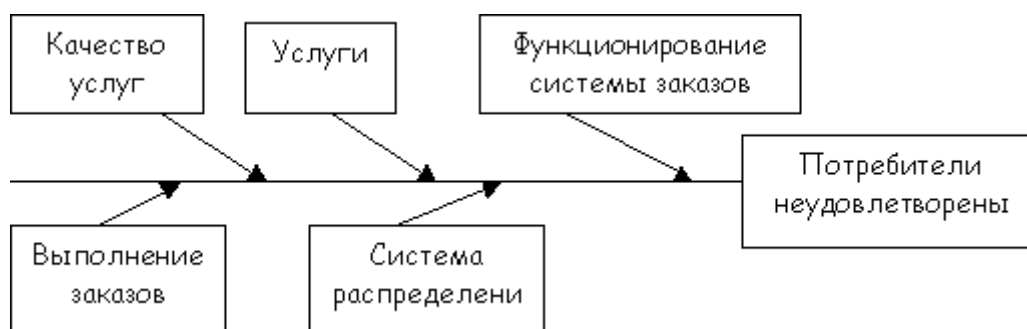 Качество
услуг
Услуги
Функционирование
системы заказов
Потребители
неудовлетворены
Выполнение
заказов
Система
распределени